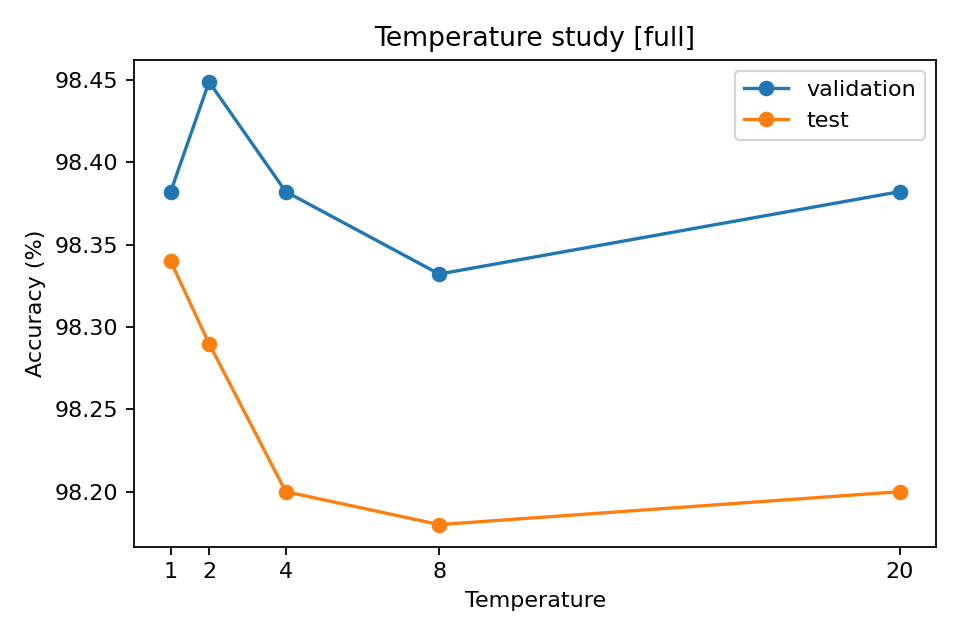 Temperature study [full]
validation
test
Accuracy (%)
98.45
98.40
98.35
98.30
98.25
98.20
1 2 4 8 20
Temperature